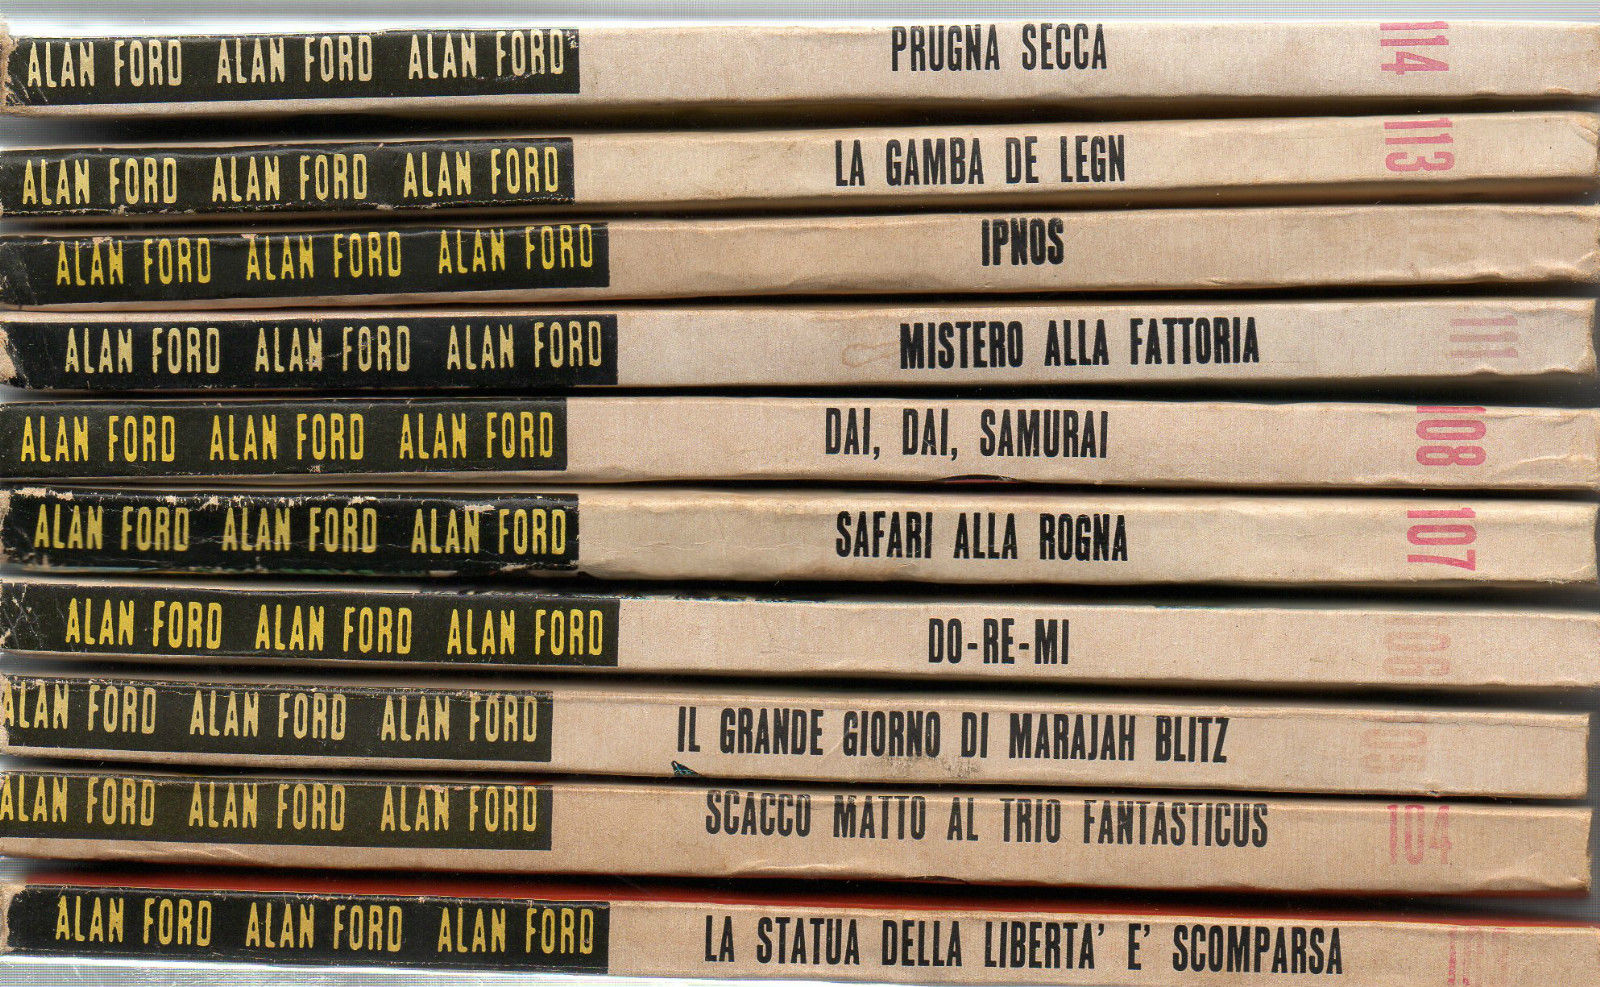 ALAN FORD ALAN FORD ALAN FORD PRUGNA SECCA 114
ALAN FORD ALAN FORD ALAN FORD LA GAMBA DE LEGN 113
ALAN FORD ALAN FORD ALAN FORD IPNOS
ALAN FORD ALAN FORD ALAN FORD MISTERO ALLA FATTORIA 111
ALAN FORD ALAN FORD ALAN FORD DAI, DAI, SAMURAI 108
ALAN FORD ALAN FORD ALAN FORD SAFARI ALLA ROGNA 107
ALAN FORD ALAN FORD ALAN FORD DO-RE-MI 106
ALAN FORD ALAN FORD ALAN FORD IL GRANDE GIORNO DI MARAJAH BLITZ 105
ALAN FORD ALAN FORD ALAN FORD SCACCO MATTO AL TRIO FANTASTICUS 104
ALAN FORD ALAN FORD ALAN FORD LA STATUA DELLA LIBERTA' E' SCOMPARSA